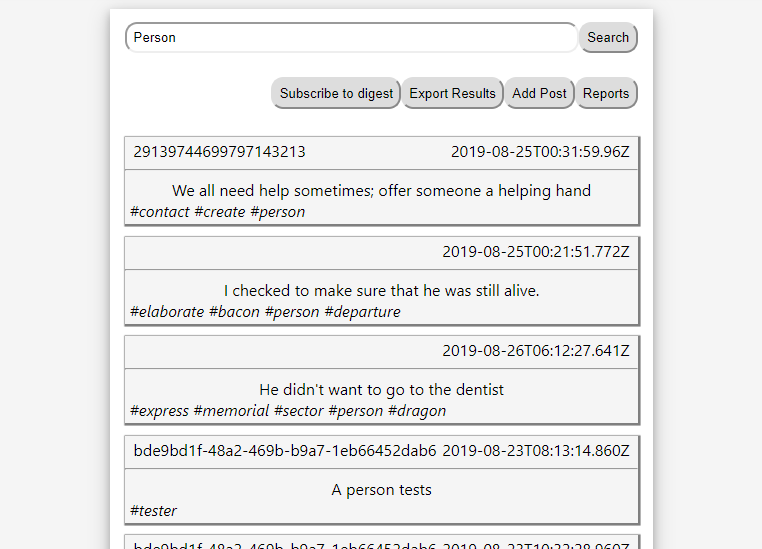 Person Search
Subscribe to digest Export Results Add Post Reports
29139744699797143213 2019-08-25T00:31:59.96Z
We all need help sometimes; offer someone a helping hand
#contact #create #person
2019-08-25T00:21:51.772Z
I checked to make sure that he was still alive.
#elaborate #bacon #person #departure
2019-08-26T06:12:27.641Z
He didn't want to go to the dentist
#express #memorial #sector #person #dragon
bde9bd1f-48a2-469b-b9a7-1eb66452dab6 2019-08-23T08:13:14.860Z
A person tests
#tester